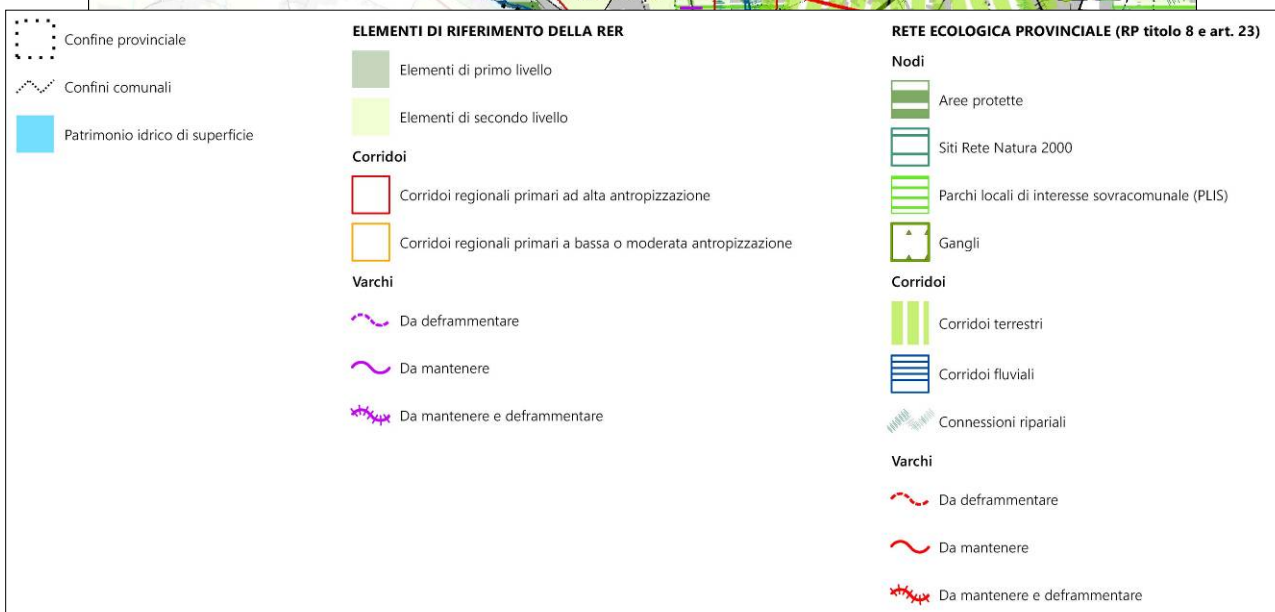 Confine provinciale
Confini comunali
Patrimonio idrico di superficie
ELEMENTI DI RIFERIMENTO DELLA RER
Elementi di primo livello
Elementi di secondo livello
Corridoi
Corridoi regionali primari ad alta antropizzazione
Corridoi regionali primari a bassa o moderata antropizzazione
Varchi
Da deframmentare
Da mantenere
Da mantenere e deframmentare
RETE ECOLOGICA PROVINCIALE (RP titolo 8 e art. 23)
Nodi
Aree protette
Siti Rete Natura 2000
Parchi locali di interesse sovracomunale (PLIS)
Gangli
Corridoi
Corridoi terrestri
Corridoi fluviali
Connessioni ripariali
Varchi
Da deframmentare
Da mantenere
Da mantenere e deframmentare